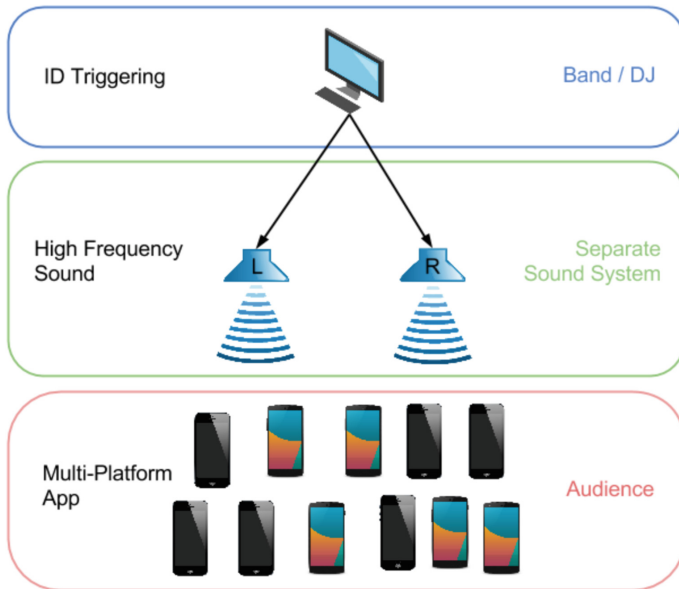 ID Triggering
Band / DJ
High Frequency
Sound
L
R
Separate
Sound System
Multi-Platform
App
Audience